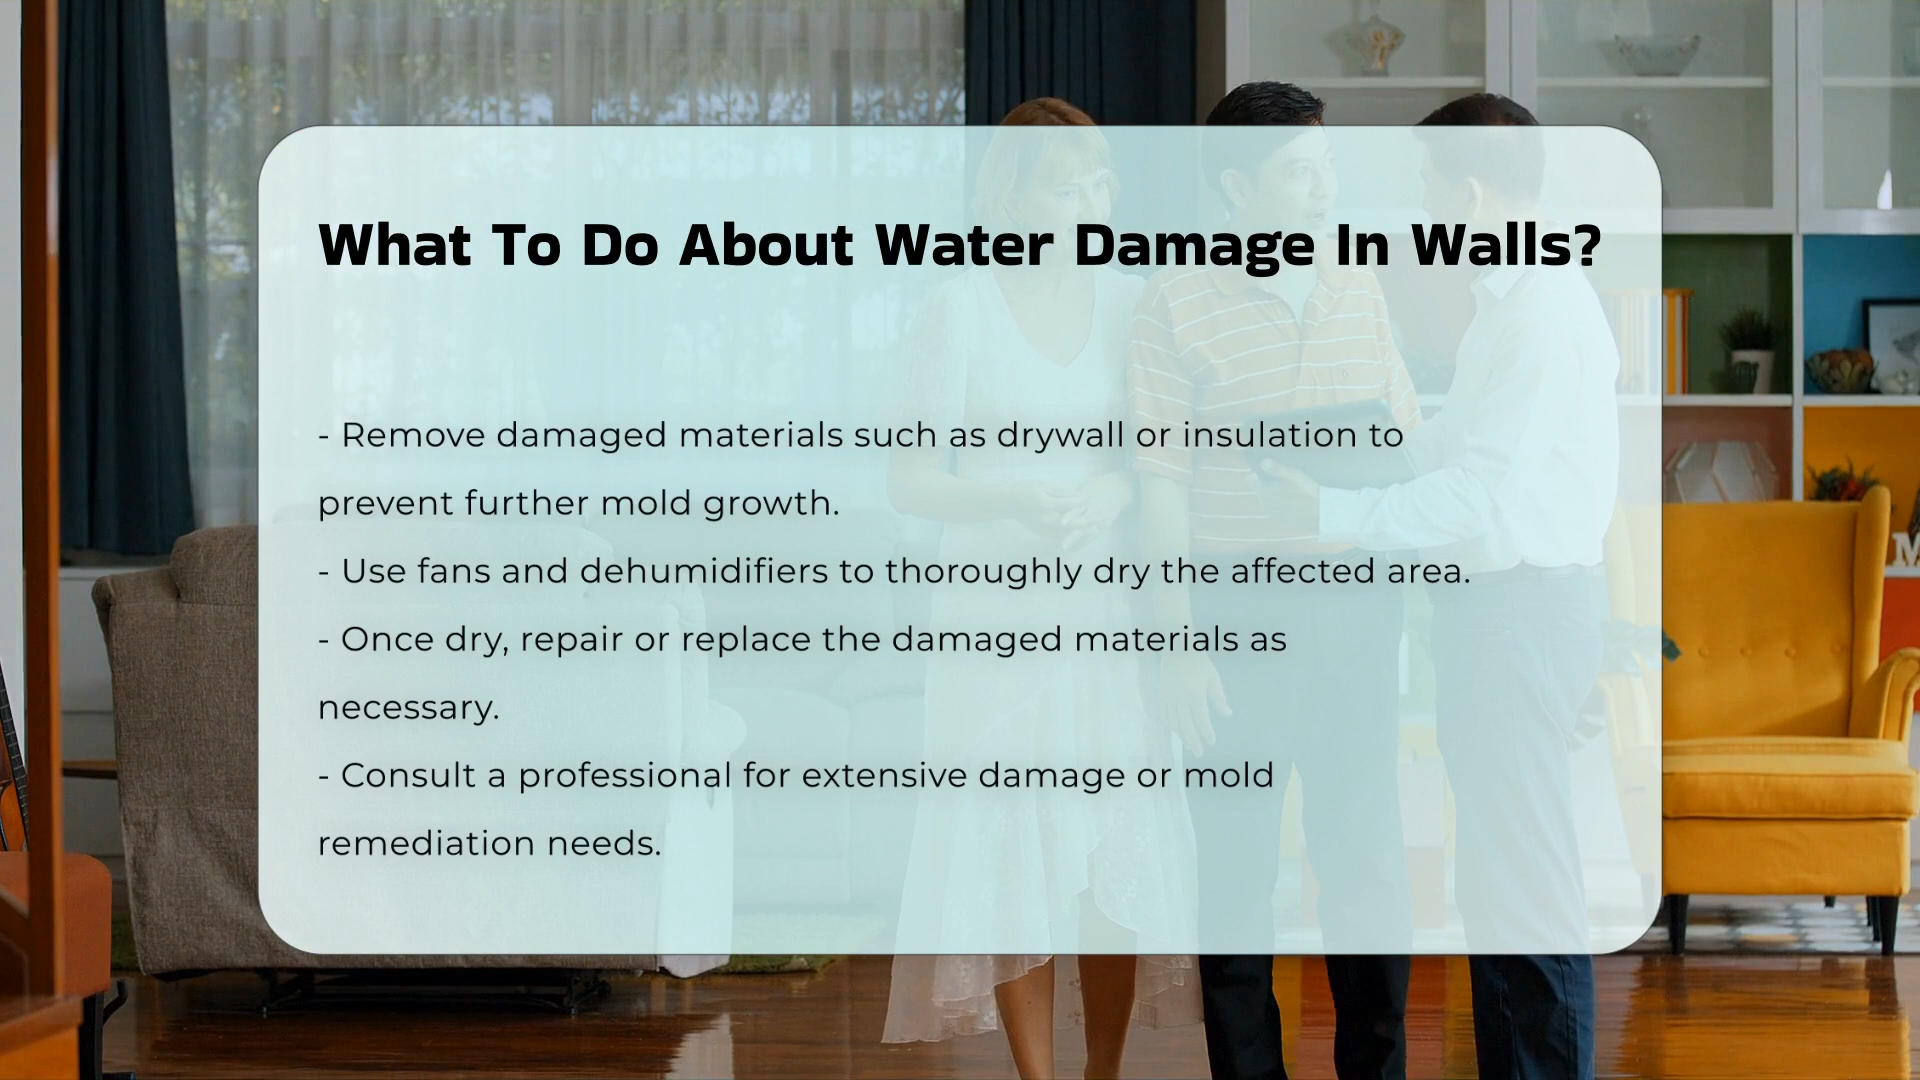 What To Do About Water Damage In Walls?
- Remove damaged materials such as drywall or insulation to
prevent further mold growth.
- Use fans and dehumidifiers to thoroughly dry the affected area.
- Once dry, repair or replace the damaged materials as
necessary.
- Consult a professional for extensive damage or mold
remediation needs.
M